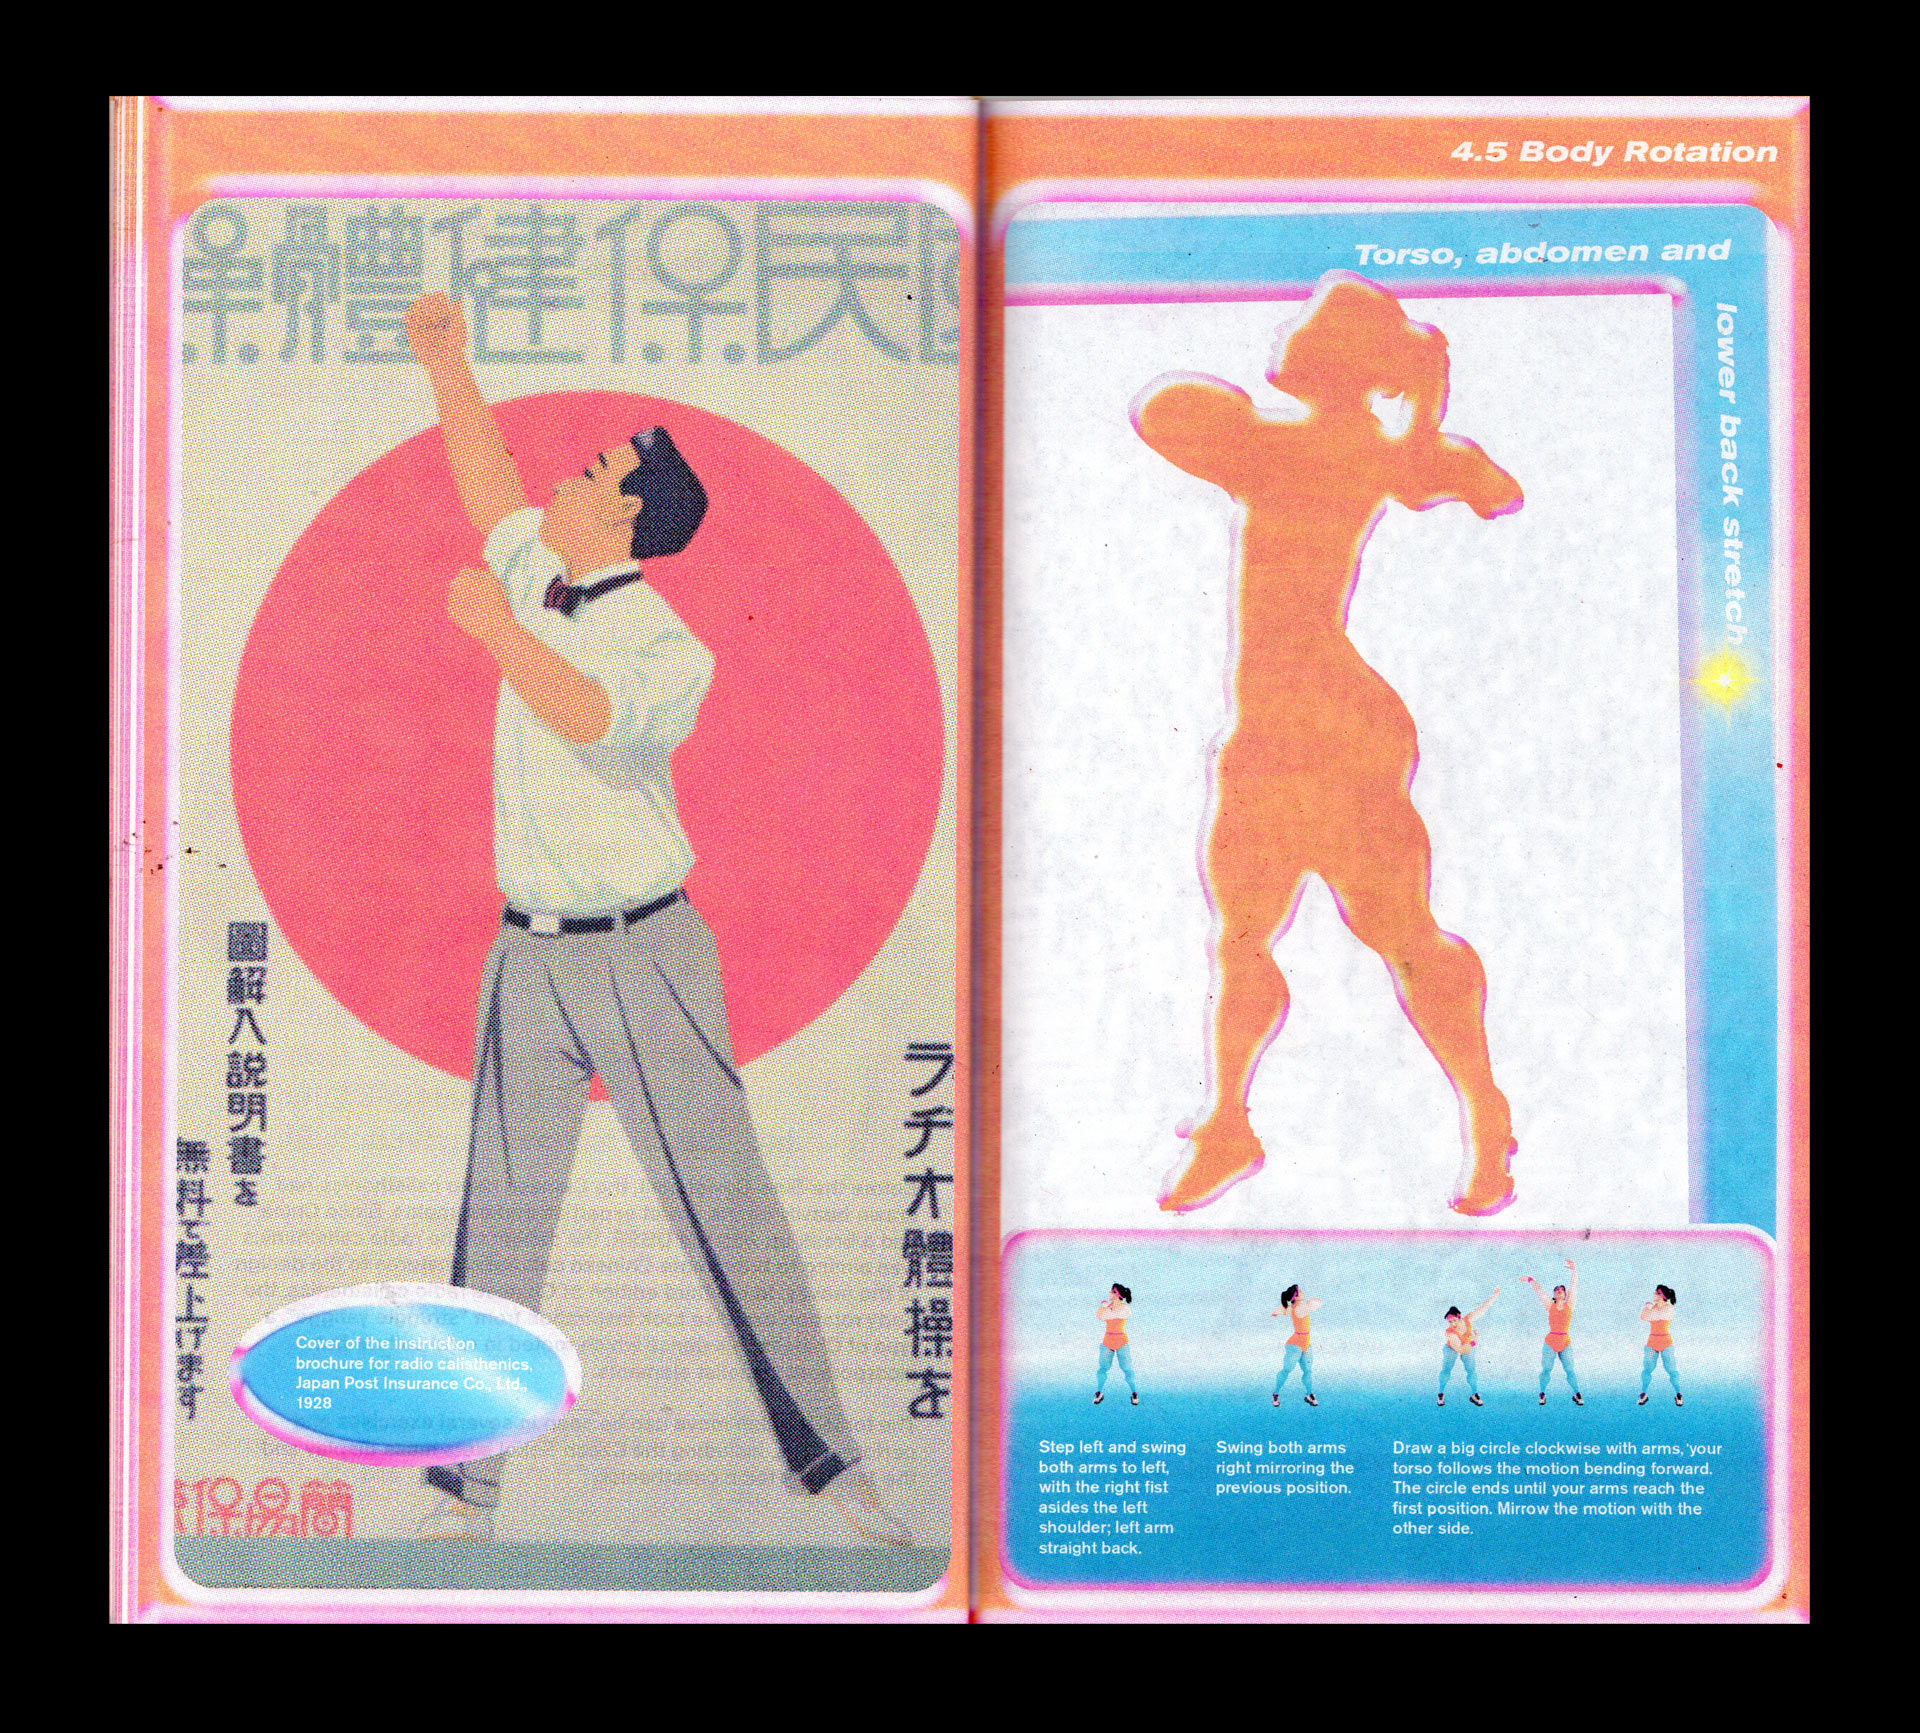 4.5 Body Rotation
民保健體操
ラヂオ體操を
圖解八説明書を
無料で差上げます
簡易保
Cover of the instruction
brochure for radio calisthenics,
Japan Post Insurance Co., Ltd.,
1928
Torso, abdomen and
lower back stretch
Step left and swing
both arms to left,
with the right fist
asides the left
shoulder; left arm
straight back.
Swing both arms
right mirroring the
previous position.
Draw a big circle clockwise with arms, your
torso follows the motion bending forward.
The circle ends until your arms reach the
first position. Mirrow the motion with the
other side.